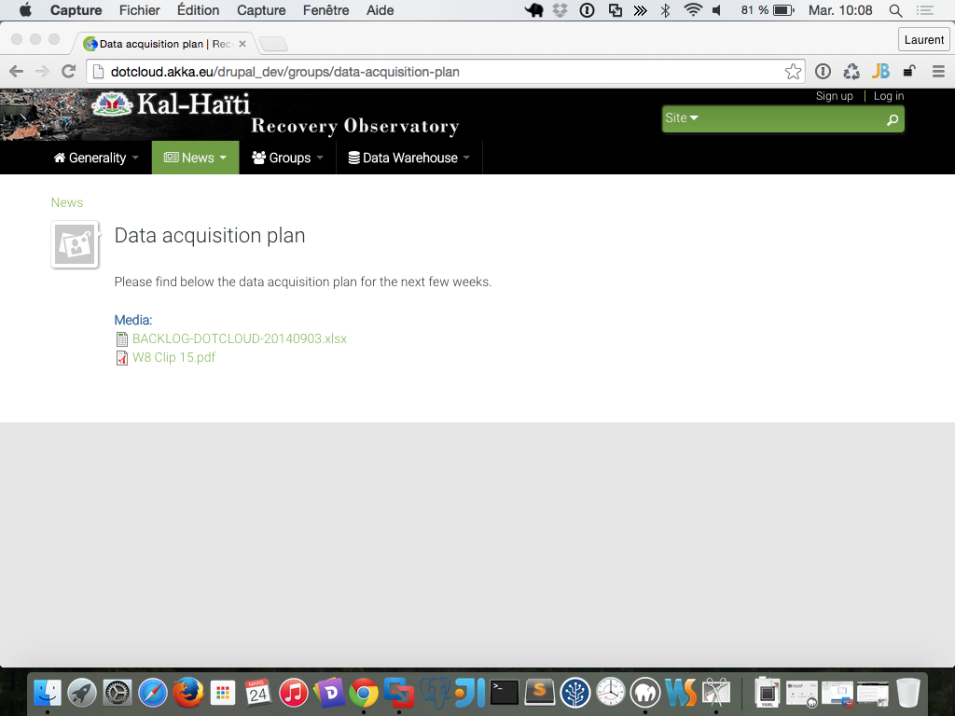 Capture Fichier Édition Capture Fenêtre Aide 81 % Mar. 10:08
Data acquisition plan | Rec
Laurent
dotcloud.akka.eu/drupal_dev/groups/data-acquisition-plan
Sign up | Log in
Kal-Haïti
Recovery Observatory
Site
Generality News Groups Data Warehouse
News
Data acquisition plan
Please find below the data acquisition plan for the next few weeks.
Media:
BACKLOG-DOTCLOUD-20140903.xlsx
W8 Clip 15.pdf
MARS
24